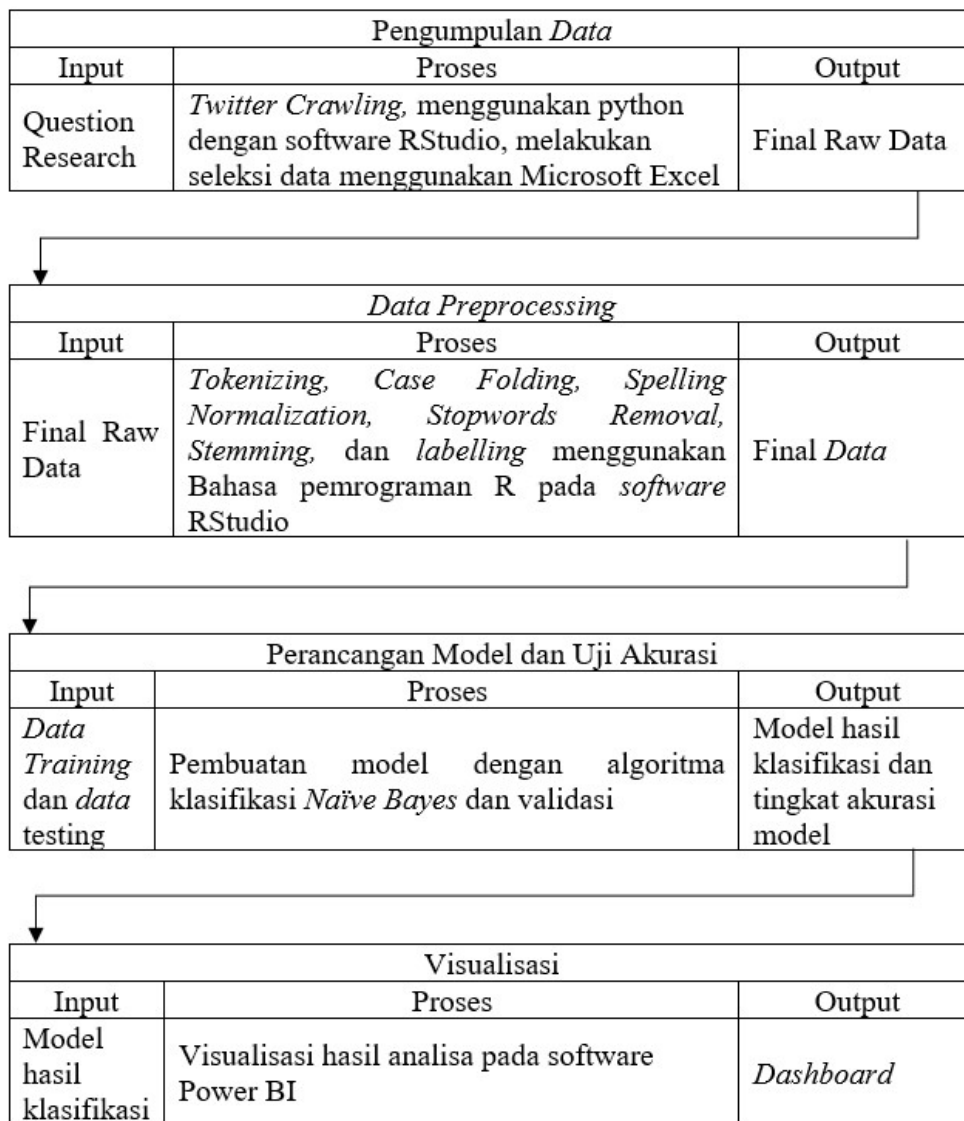 Pengumpulan Data
Input Proses Output
Question
Research
Twitter Crawling, menggunakan python
dengan software RStudio, melakukan
seleksi data menggunakan Microsoft Excel
Final Raw Data
Data Preprocessing
Input Proses Output
Final Raw
Data
Tokenizing, Case Folding, Spelling
Normalization, Stopwords Removal,
Stemming, dan labelling menggunakan
Bahasa pemrograman R pada software
RStudio
Final Data
Perancangan Model dan Uji Akurasi
Input Proses Output
Data
Training
dan data
testing
Pembuatan model dengan algoritma
klasifikasi Naïve Bayes dan validasi
Model hasil
klasifikasi dan
tingkat akurasi
model
Visualisasi
Input Proses Output
Model
hasil
klasifikasi
Visualisasi hasil analisa pada software
Power BI
Dashboard